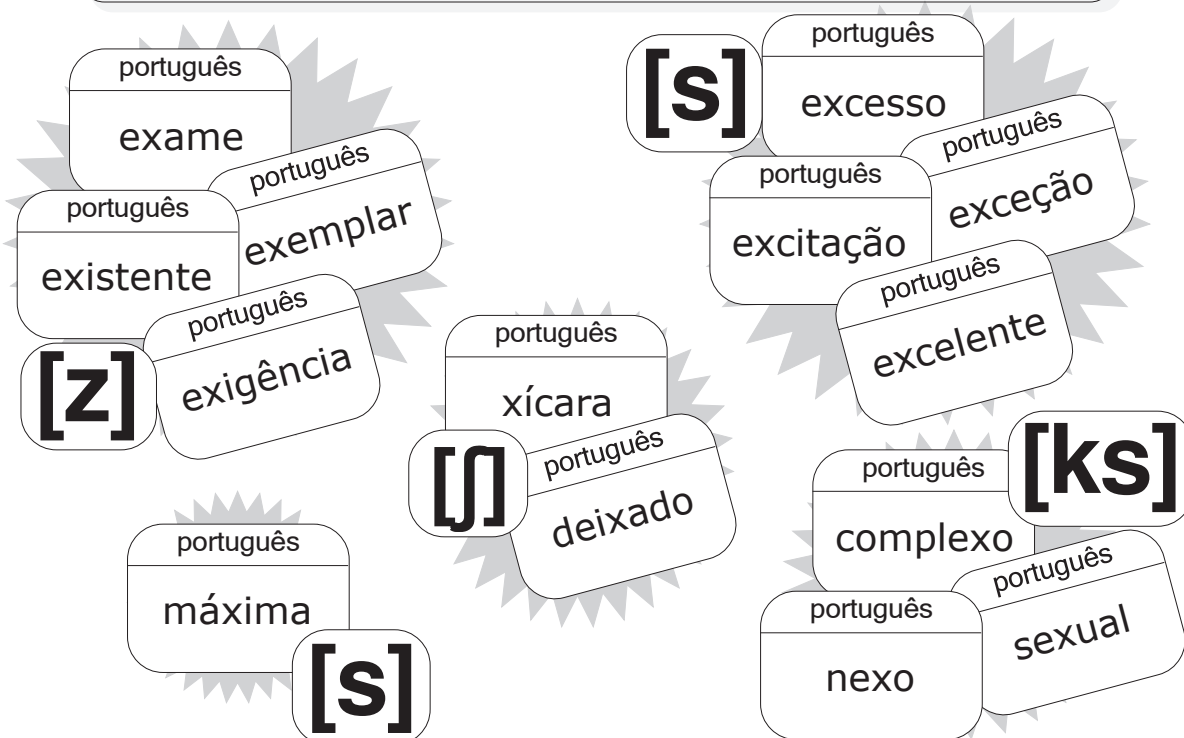 português
exame
português
exemplar
português
existente
português
exigência
[z]
[s]
português
excesso
português
exceção
português
excitação
português
excelente
português
xícara
[ʃ]
português
deixado
[ks]
português
complexo
português
sexual
português
nexo
português
máxima
[s]